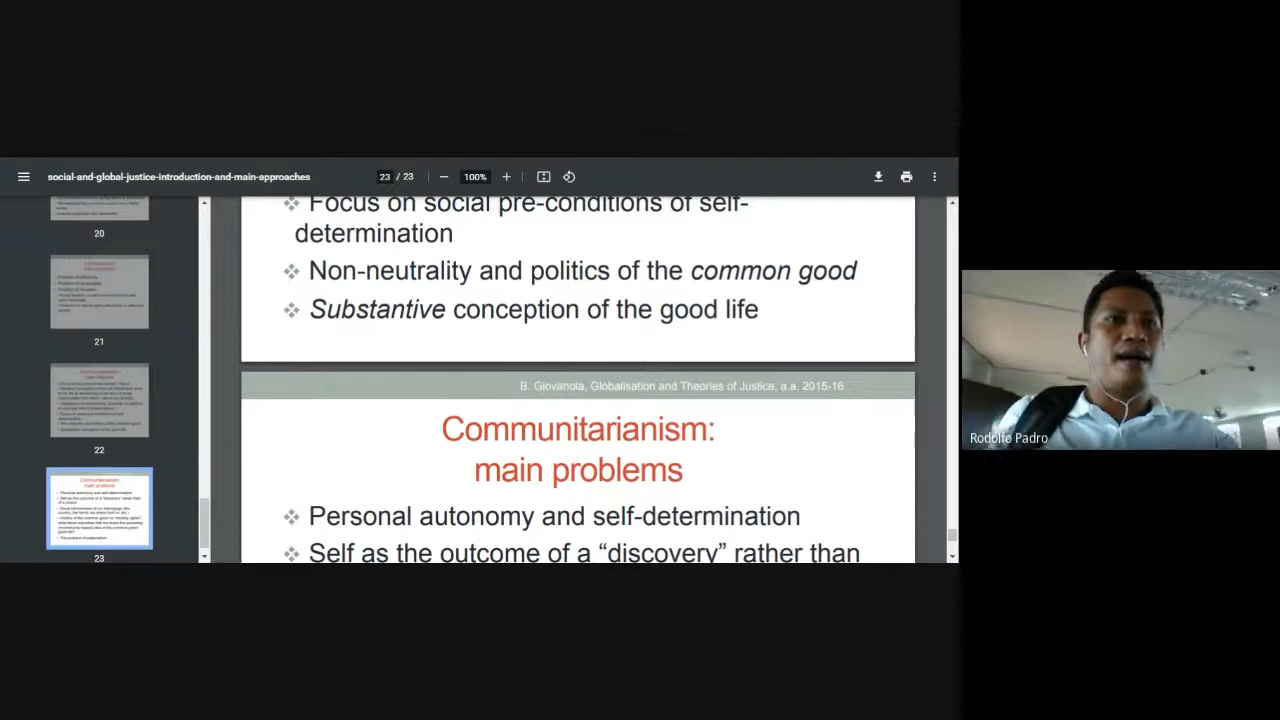 social-and-global-justice-introduction-and-main-approaches
23 / 23
100%
20
21
22
23
Focus on social pre-conditions of self-
determination
Non-neutrality and politics of the common good
Substantive conception of the good life
B. Giovanola, Globalisation and Theories of Justice, a.a. 2015-16
Communitarianism:
main problems
Personal autonomy and self-determination
Self as the outcome of a “discovery” rather than
Rodolfo Padro